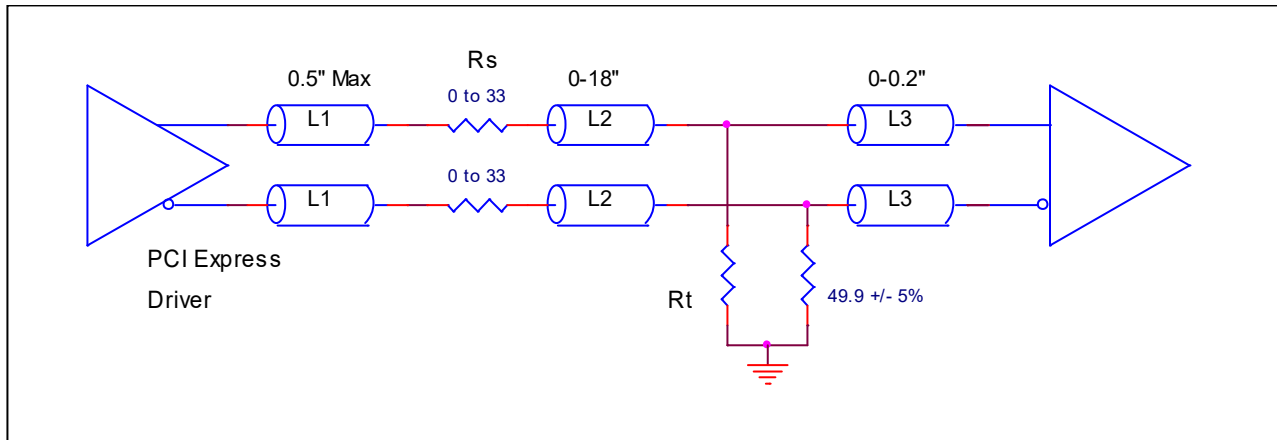 Rs
0.5" Max
0-18"
0-0.2"
0 to 33
L1
L2
L3
0 to 33
L1
L2
L3
PCI Express
Driver
Rt
49.9 +/- 5%